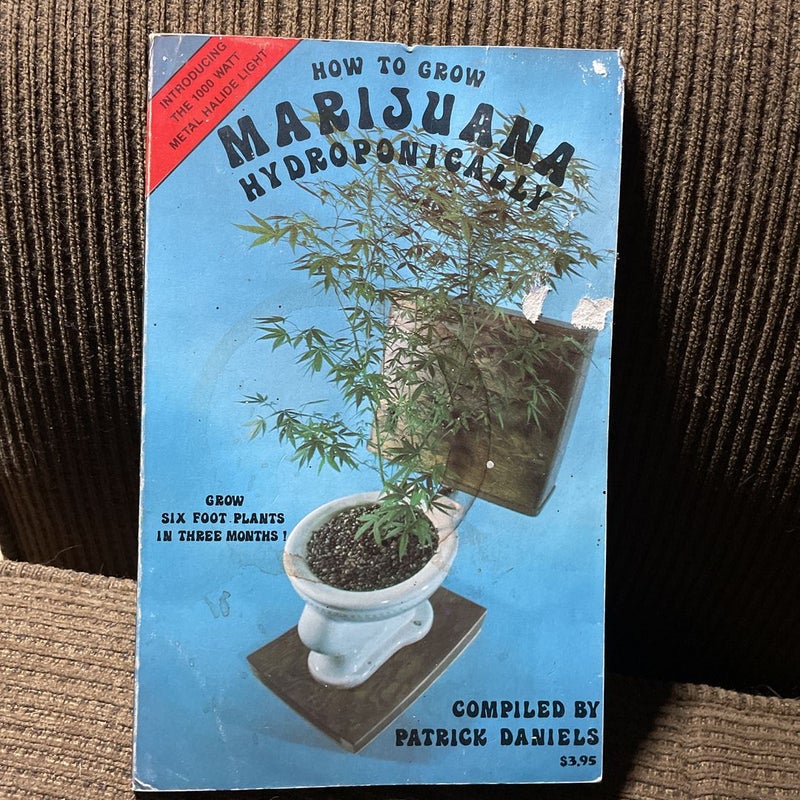 INTRODUCING
THE 1000 WATT
METAL HALIDE LIGHT
HOW TO GROW
MARIJUANA
HYDROPONICALLY
GROW
SIX FOOT PLANTS
IN THREE MONTHS!
COMPILED BY
PATRICK DANIELS
$3.95